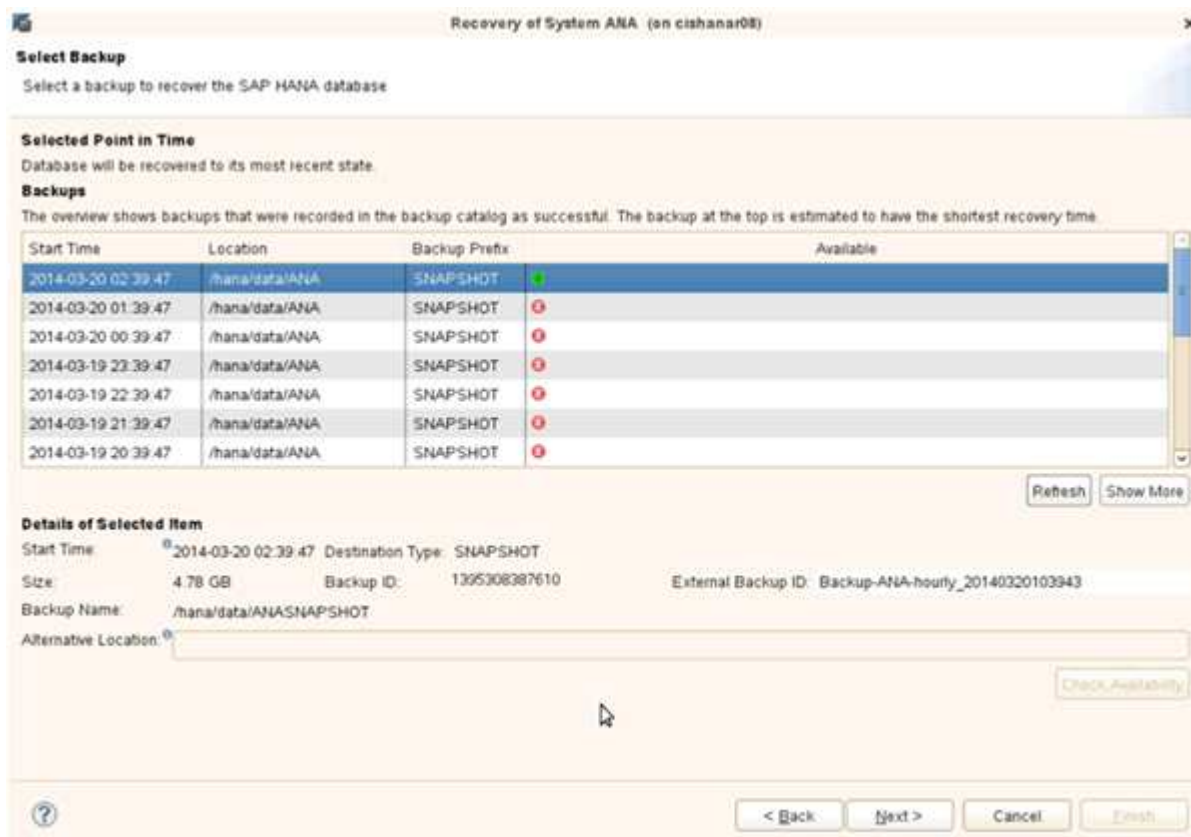 Recovery of System ANA (on cishanar08)
Select Backup
Select a backup to recover the SAP HANA database
Selected Point in Time
Database will be recovered to its most recent state.
Backups
The overview shows backups that were recorded in the backup catalog as successful. The backup at the top is estimated to have the shortest recovery time.
Start Time Location Backup Prefix Available
2014-03-20 02:39:47 /hana/data/ANA SNAPSHOT
2014-03-20 01:39:47 /hana/data/ANA SNAPSHOT
2014-03-20 00:39:47 /hana/data/ANA SNAPSHOT
2014-03-19 23:39:47 /hana/data/ANA SNAPSHOT
2014-03-19 22:39:47 /hana/data/ANA SNAPSHOT
2014-03-19 21:39:47 /hana/data/ANA SNAPSHOT
2014-03-19 20:39:47 /hana/data/ANA SNAPSHOT
Refresh Show More
Details of Selected Item
Start Time: 2014-03-20 02:39:47 Destination Type: SNAPSHOT
Size: 4.78 GB Backup ID: 1395308387610 External Backup ID: Backup-ANA-hourly_20140320103943
Backup Name: /hana/data/ANASNAPSHOT
Alternative Location:
Check Availability
< Back Next > Cancel Finish